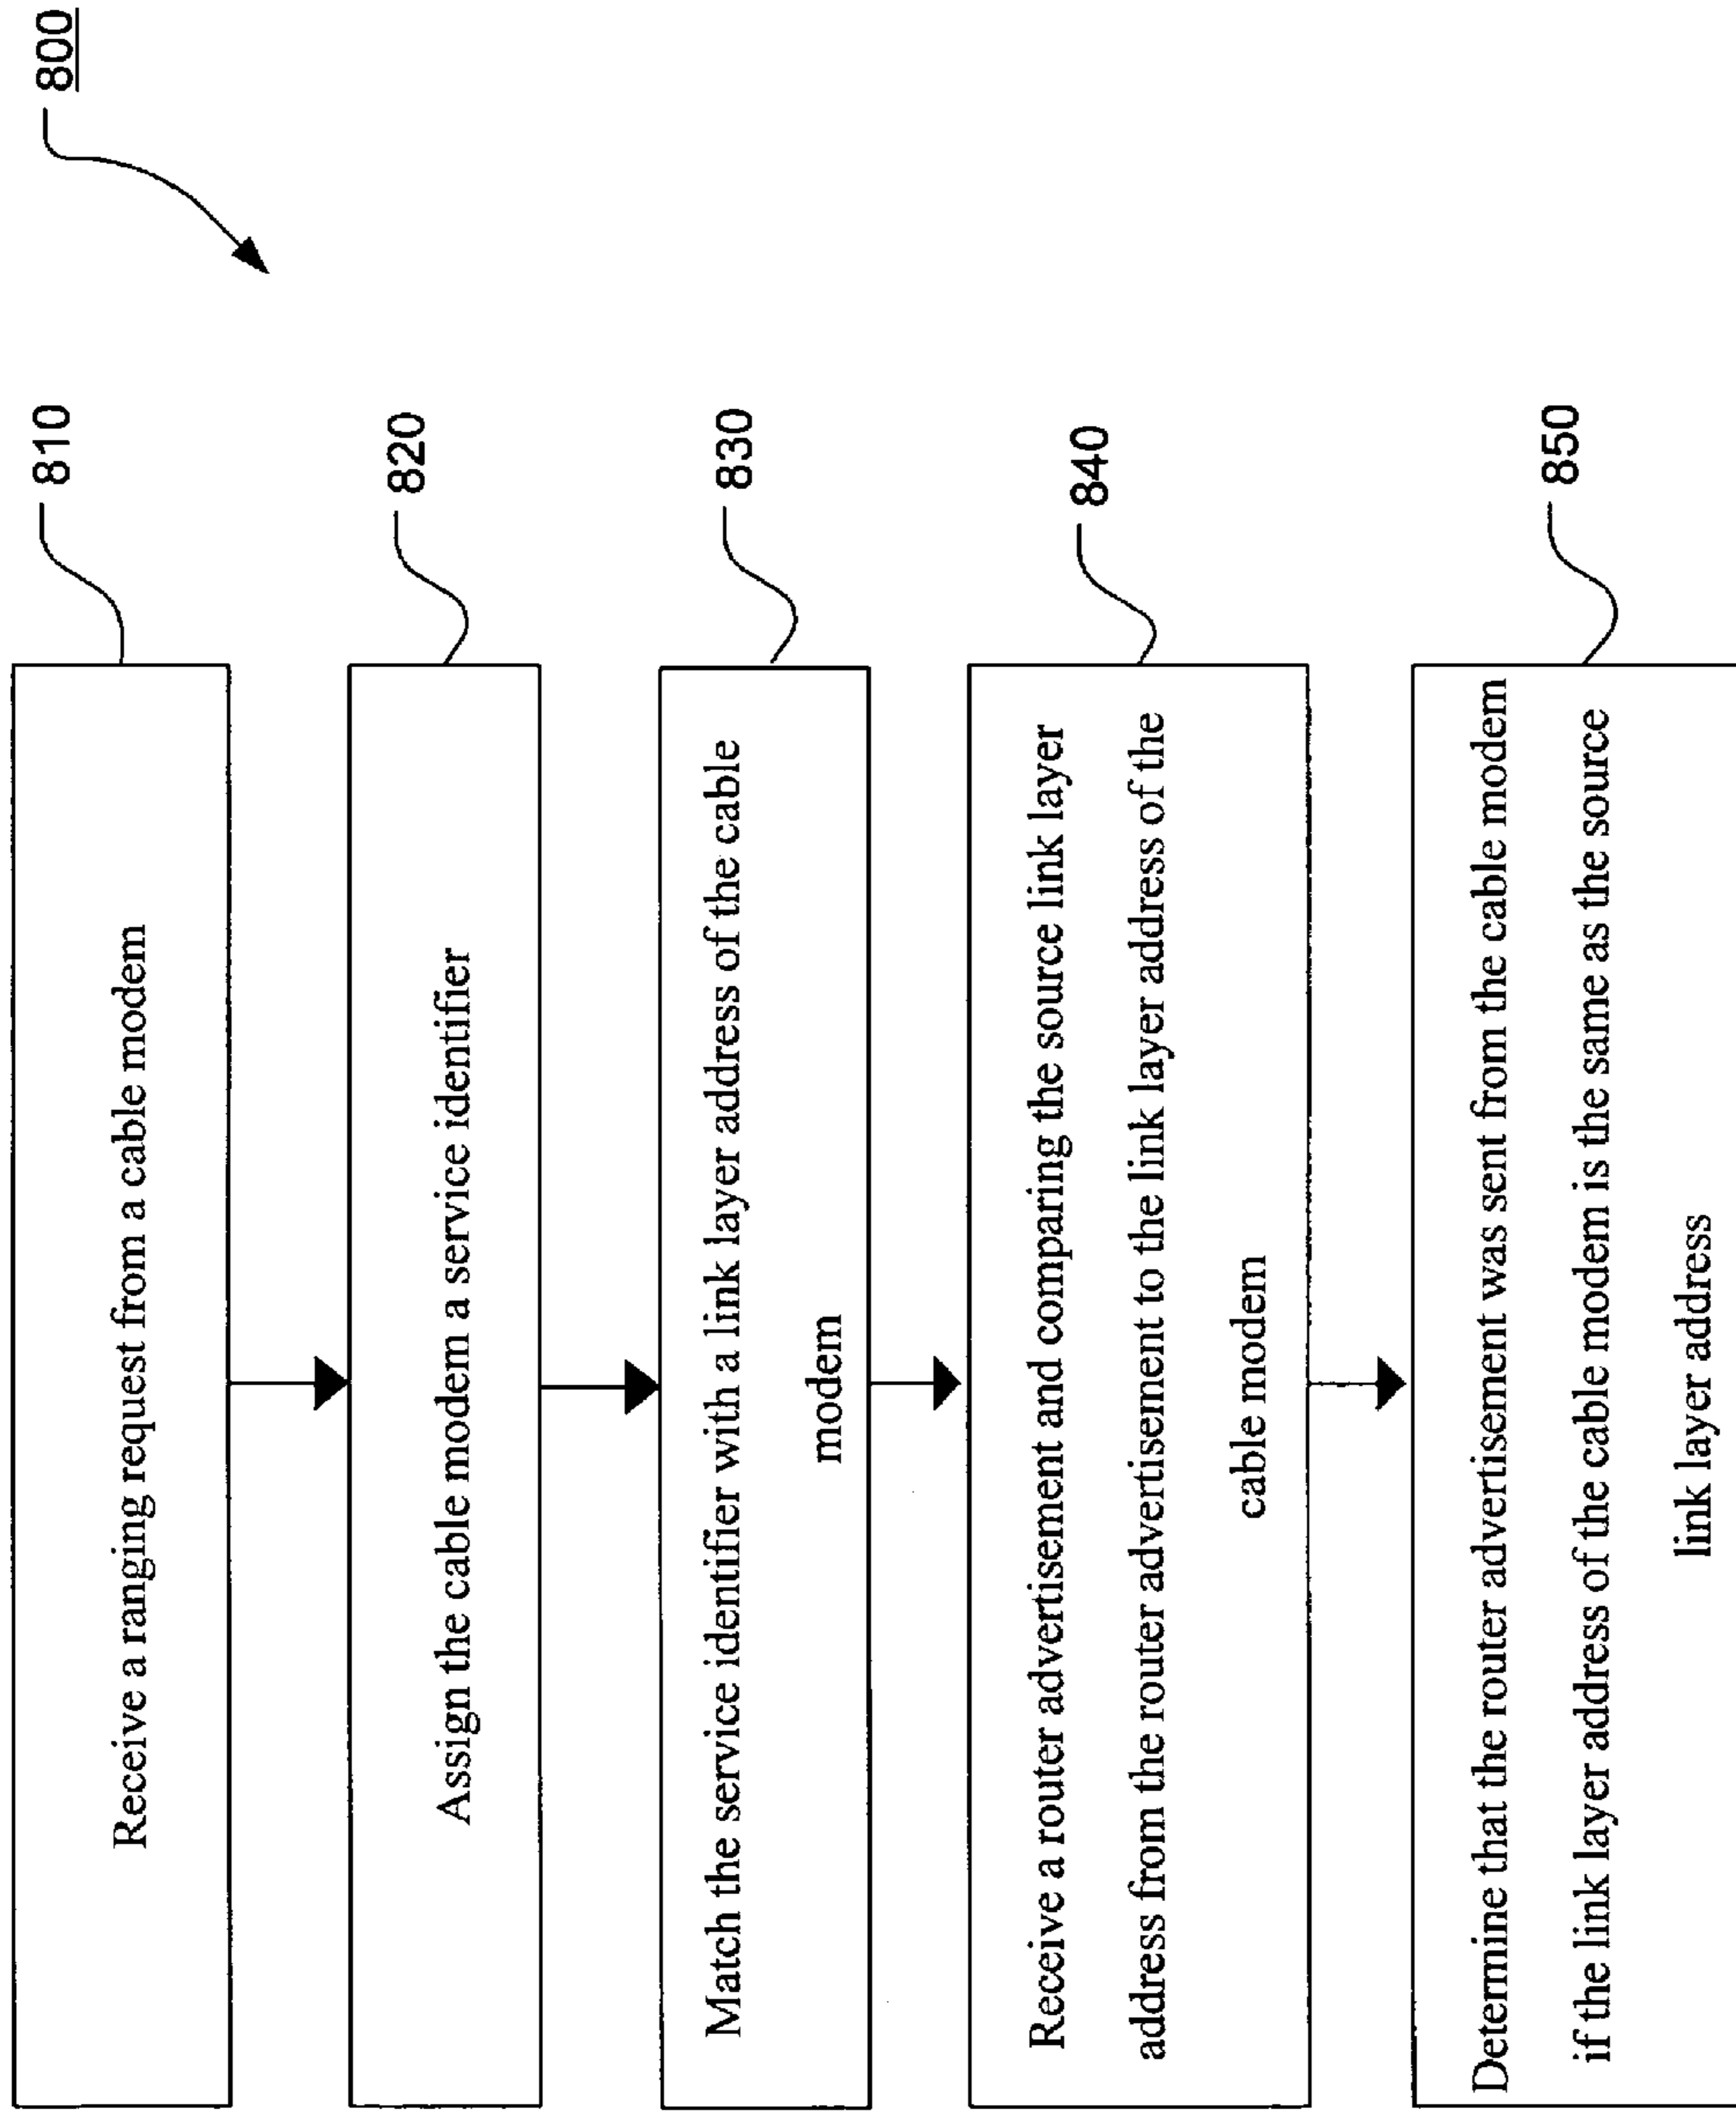 800
810
Receive a ranging request from a cable modem
820
Assign the cable modem a service identifier
830
Match the service identifier with a link layer address of the cable
modem
840
Receive a router advertisement and comparing the source link layer
address from the router advertisement to the link layer address of the
cable modem
850
Determine that the router advertisement was sent from the cable modem
if the link layer address of the cable modem is the same as the source
link layer address